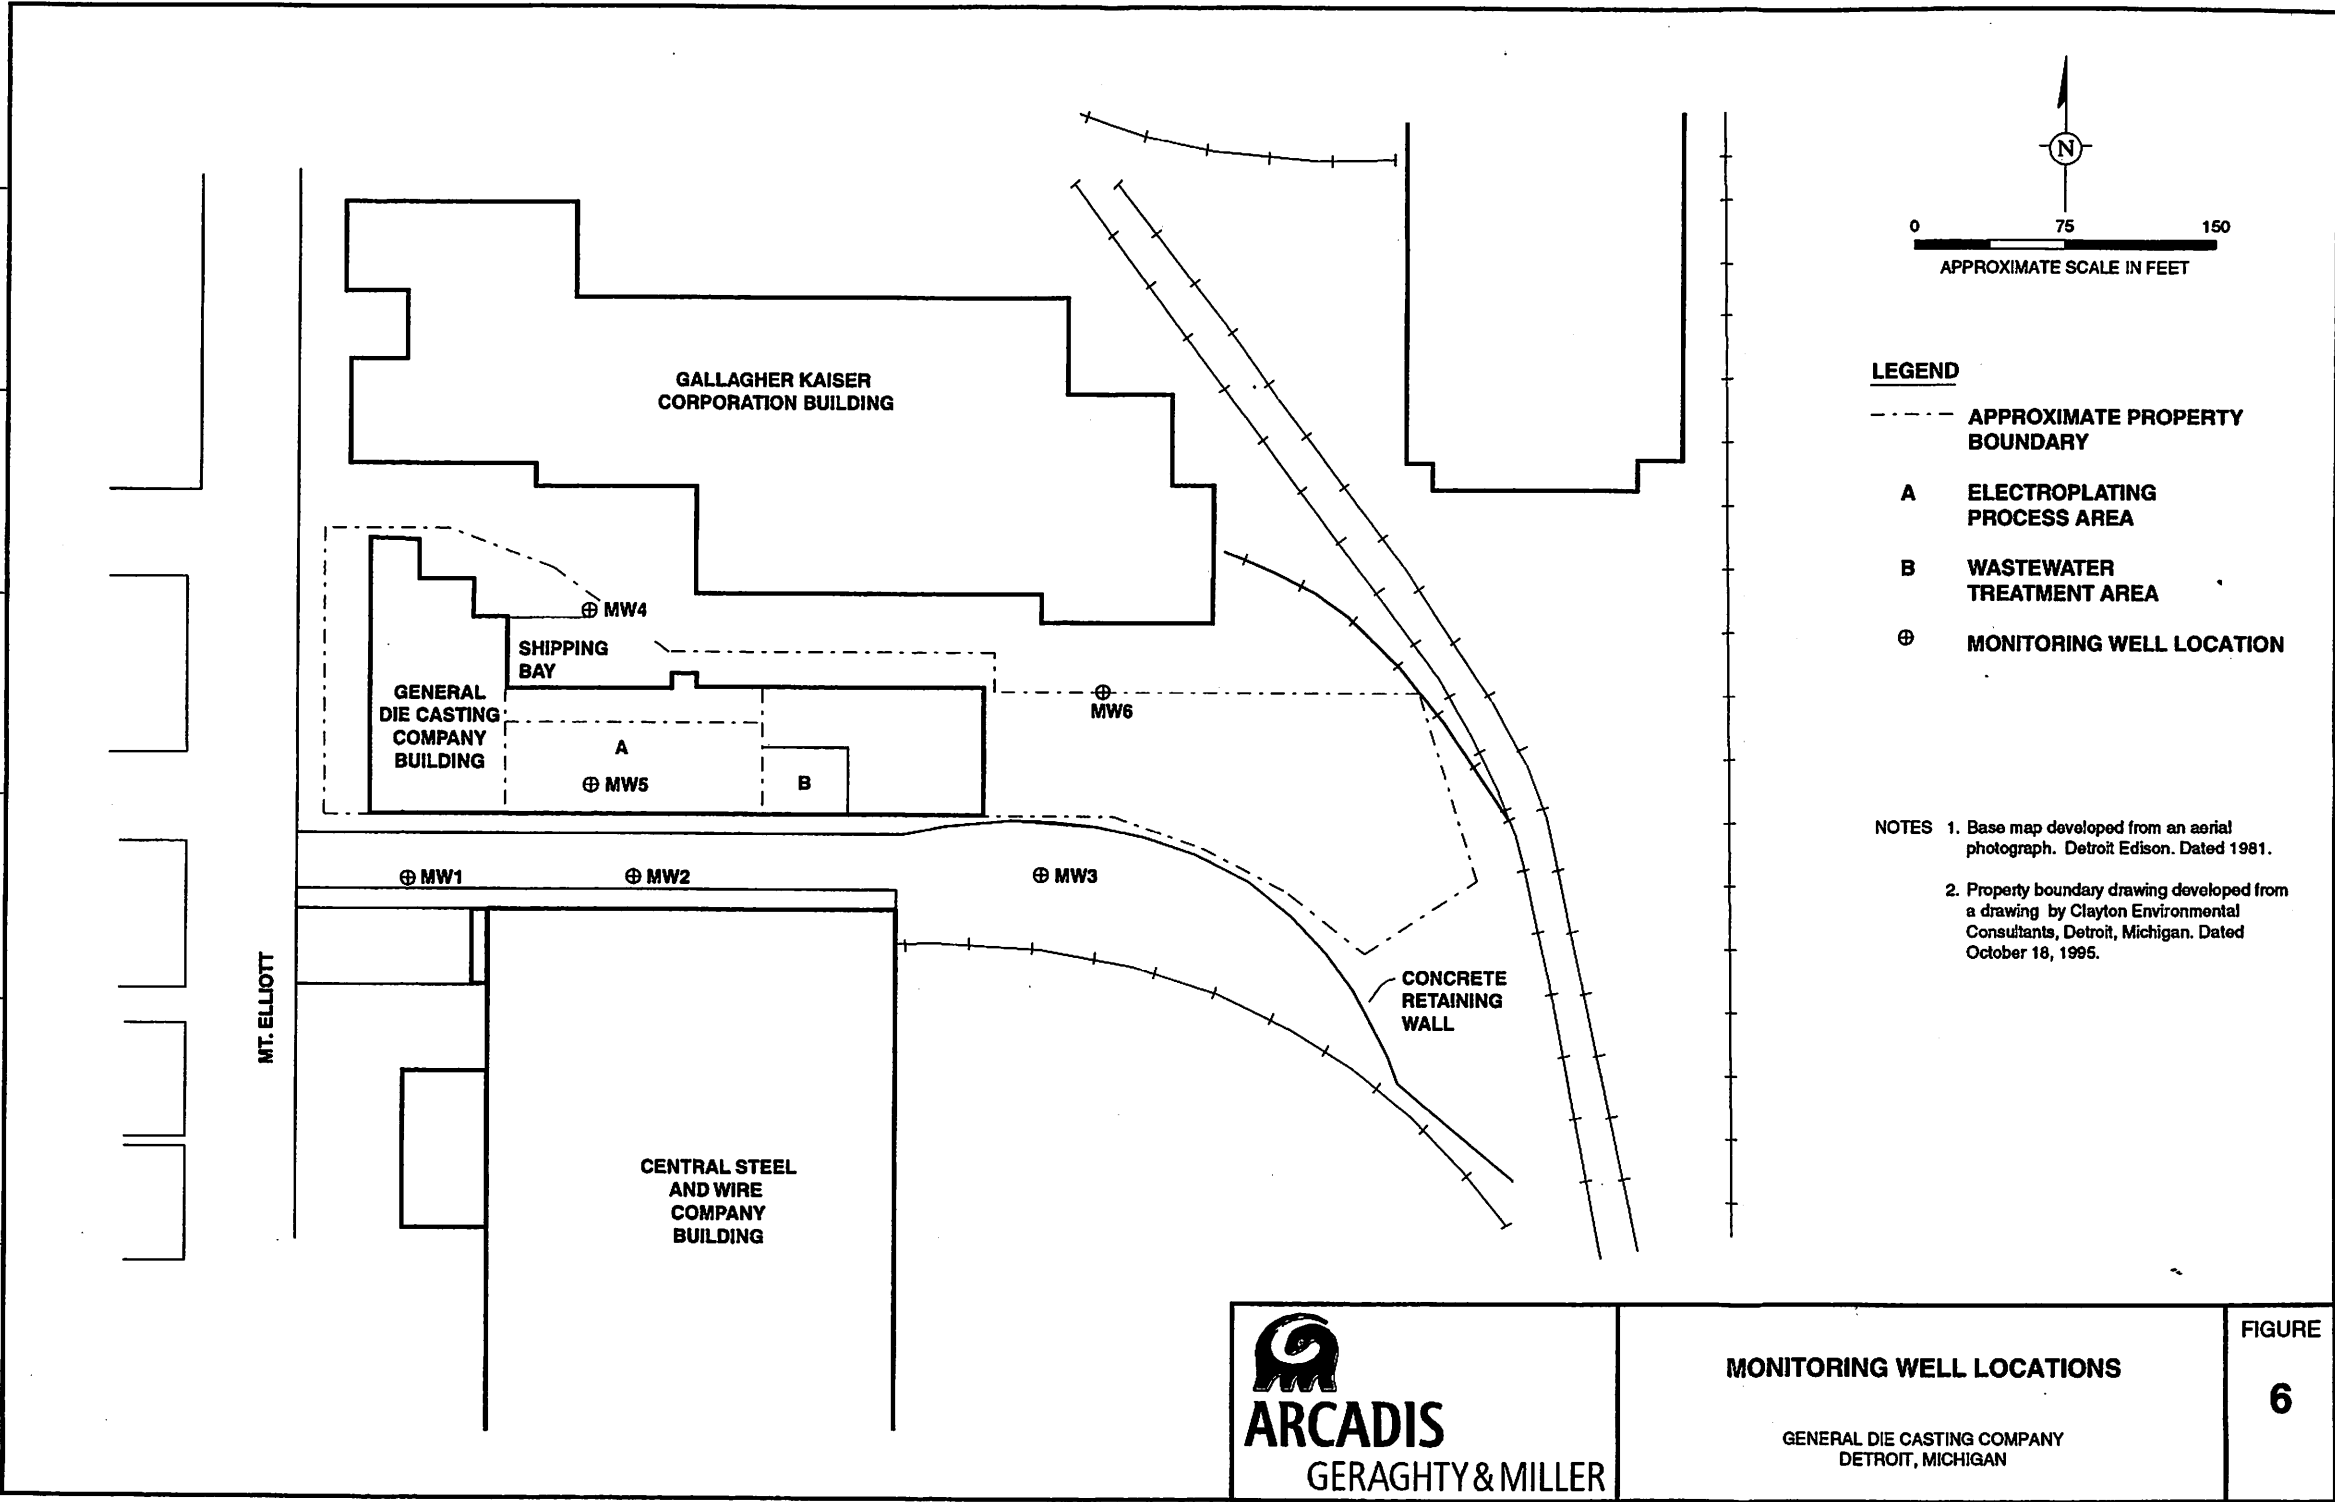 N
0 75 150
APPROXIMATE SCALE IN FEET
LEGEND
APPROXIMATE PROPERTY
BOUNDARY
A ELECTROPLATING
PROCESS AREA
B WASTEWATER
TREATMENT AREA
MONITORING WELL LOCATION
NOTES 1. Base map developed from an aerial
photograph. Detroit Edison. Dated 1981.
2. Property boundary drawing developed from
a drawing by Clayton Environmental
Consultants, Detroit, Michigan. Dated
October 18, 1995.
GALLAGHER KAISER
CORPORATION BUILDING
MW4
SHIPPING
BAY
GENERAL
DIE CASTING
COMPANY
BUILDING
A
MW5
B
MW6
MW1
MW2
MW3
MT. ELLIOTT
CONCRETE
RETAINING
WALL
CENTRAL STEEL
AND WIRE
COMPANY
BUILDING
ARCADIS
GERAGHTY & MILLER
MONITORING WELL LOCATIONS
GENERAL DIE CASTING COMPANY
DETROIT, MICHIGAN
FIGURE
6